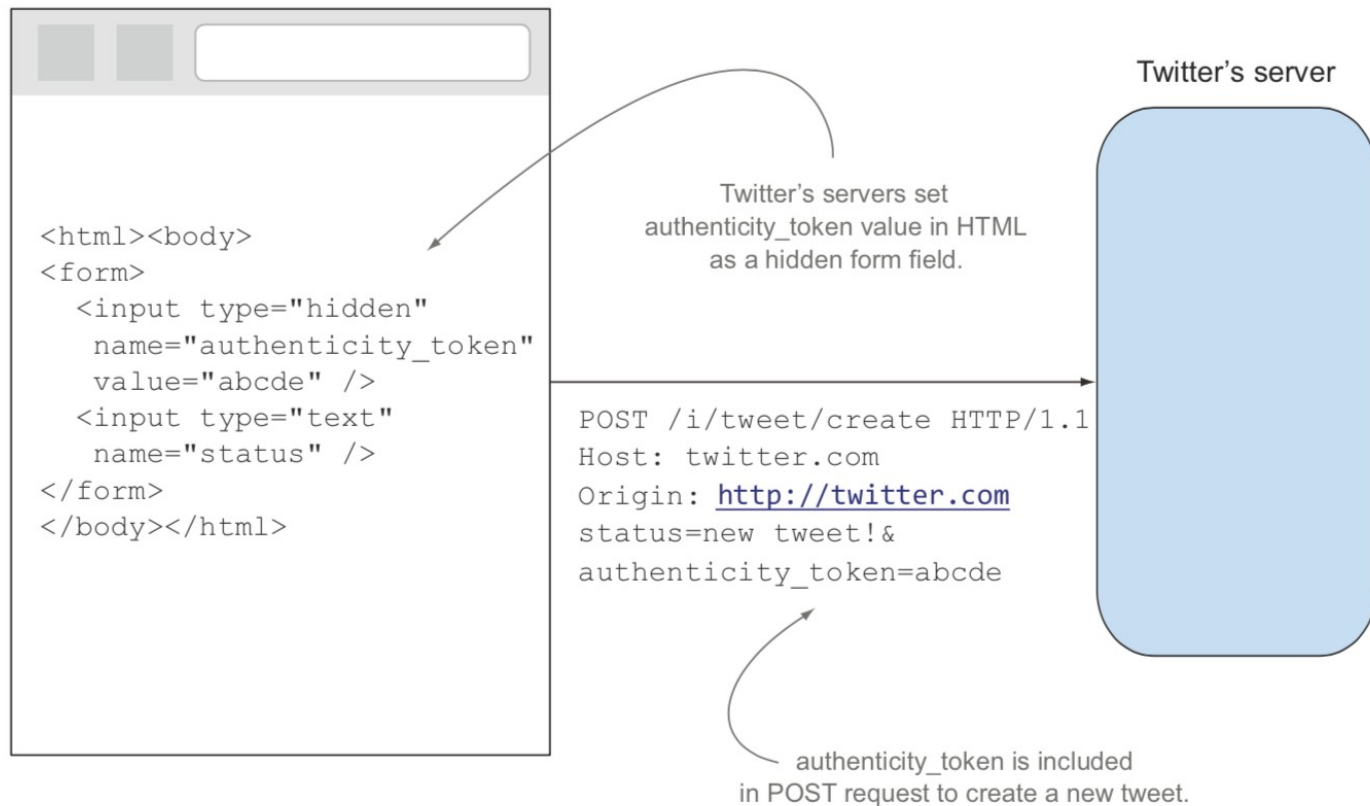 Twitter’s server
Twitter’s servers set
authenticity_token value in HTML
as a hidden form field.
<html><body>
<form>
<input type="hidden"
name="authenticity_token"
value="abcde" />
<input type="text"
name="status" />
</form>
</body></html>
POST /i/tweet/create HTTP/1.1
Host: twitter.com
Origin: http://twitter.com
status=new tweet!&
authenticity_token=abcde
authenticity_token is included
in POST request to create a new tweet.